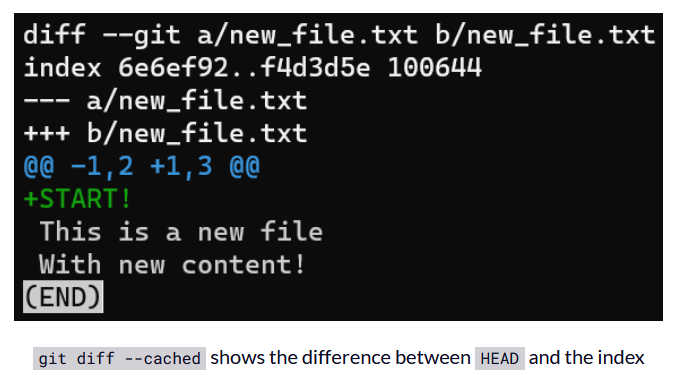 diff --git a/new_file.txt b/new_file.txt
index 6e6ef92..f4d3d5e 100644
--- a/new_file.txt
+++ b/new_file.txt
@@ -1,2 +1,3 @@
+START!
 This is a new file
 With new content!
(END)
git diff --cached shows the difference between HEAD and the index